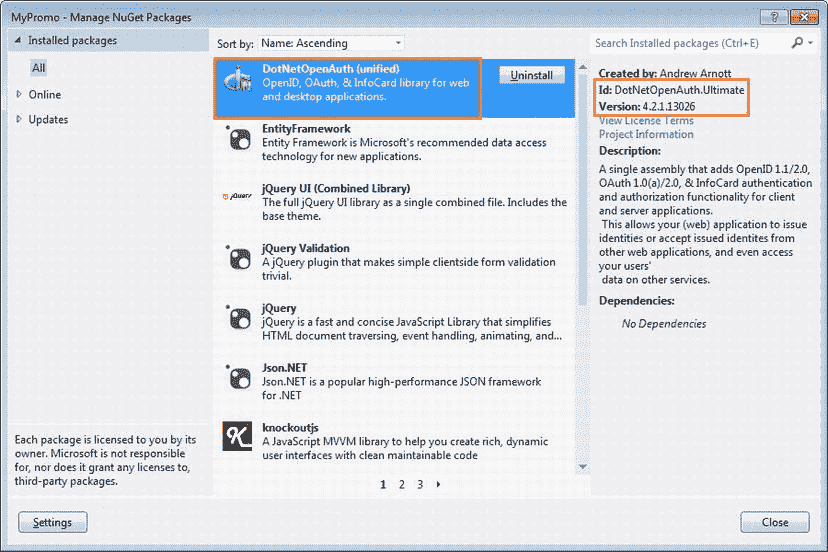 MyPromo - Manage NuGet Packages
Installed packages
All
Online
Updates
Each package is licensed to you by its
owner. Microsoft is not responsible
for, nor does it grant any licenses to,
third-party packages.
Settings
Sort by: Name: Ascending
DotNetOpenAuth (unified)
OpenID, OAuth, & InfoCard library for web
and desktop applications.
Uninstall
EntityFramework
Entity Framework is Microsoft's recommended data access
technology for new applications.
jQuery UI (Combined Library)
The full jQuery UI library as a single combined file. Includes the
base theme.
jQuery Validation
A jQuery plugin that makes simple clientside form validation
trivial.
jQuery
jQuery is a fast and concise JavaScript Library that simplifies
HTML document traversing, event handling, animating, and...
Json.NET
Json.NET is a popular high-performance JSON framework
for .NET
knockoutjs
A JavaScript MVVM library to help you create rich, dynamic
user interfaces with clean maintainable code
1 2 3
Search Installed packages (Ctrl+E)
Created by: Andrew Arnott
Id: DotNetOpenAuth.Ultimate
Version: 4.2.1.13026
View License Terms
Project Information
Description:
A single assembly that adds OpenID 1.1/2.0,
OAuth 1.0(a)/2.0, & InfoCard authentication
and authorization functionality for client
and server applications.
This allows your (web) application to issue
identities or accept issued identites from
other web applications, and even access
your users'
data on other services.
Dependencies:
No Dependencies
Close